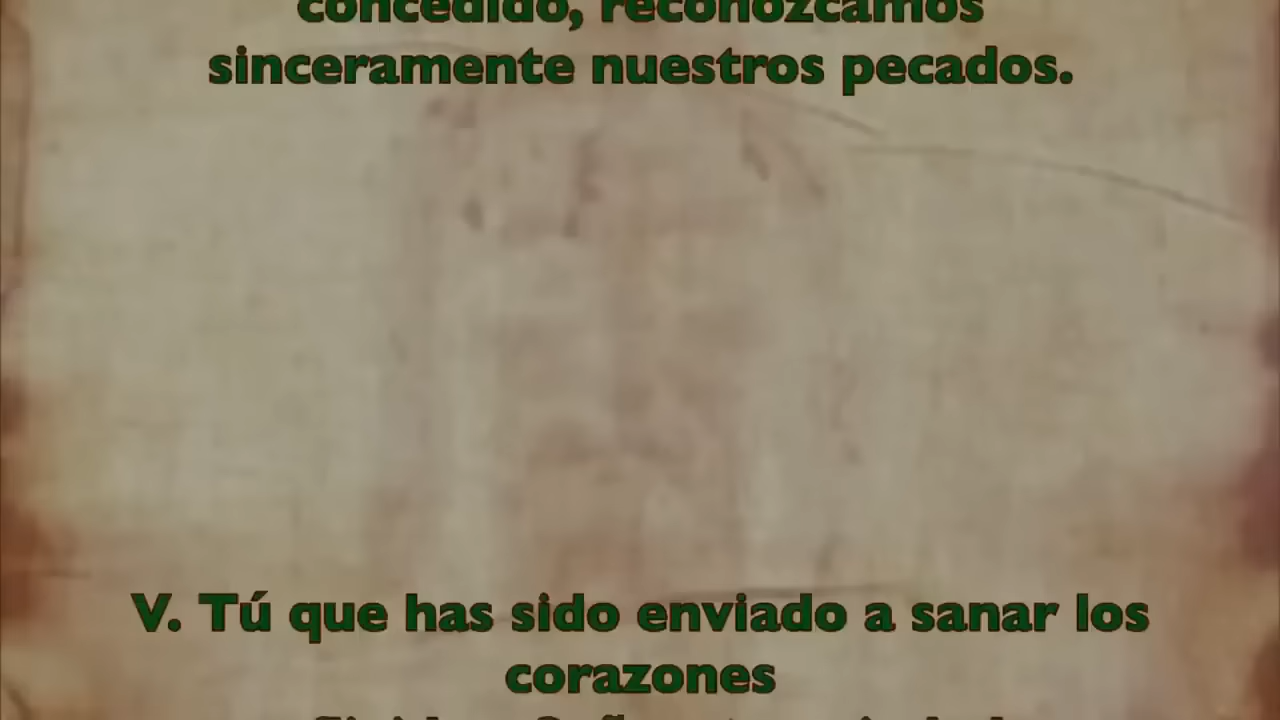 concedido, reconozcamos
sinceramente nuestros pecados.
V. Tú que has sido enviado a sanar los
corazones